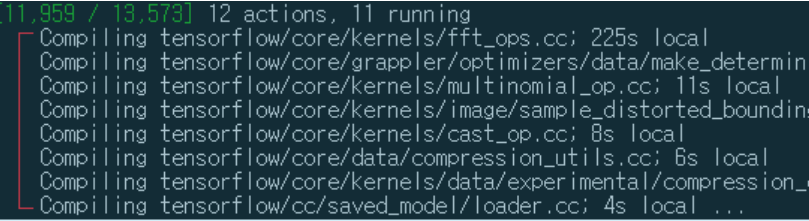 [11,959 / 13,573] 12 actions, 11 running
Compiling tensorflow/core/kernels/fft_ops.cc; 225s local
Compiling tensorflow/core/grappler/optimizers/data/make_determin
Compiling tensorflow/core/kernels/multinomial_op.cc; 11s local
Compiling tensorflow/core/kernels/image/sample_distorted_bounding
Compiling tensorflow/core/kernels/cast_op.cc; 8s local
Compiling tensorflow/core/data/compression_utils.cc; 6s local
Compiling tensorflow/core/kernels/data/experimental/compression_
Compiling tensorflow/cc/saved_model/loader.cc; 4s local ..